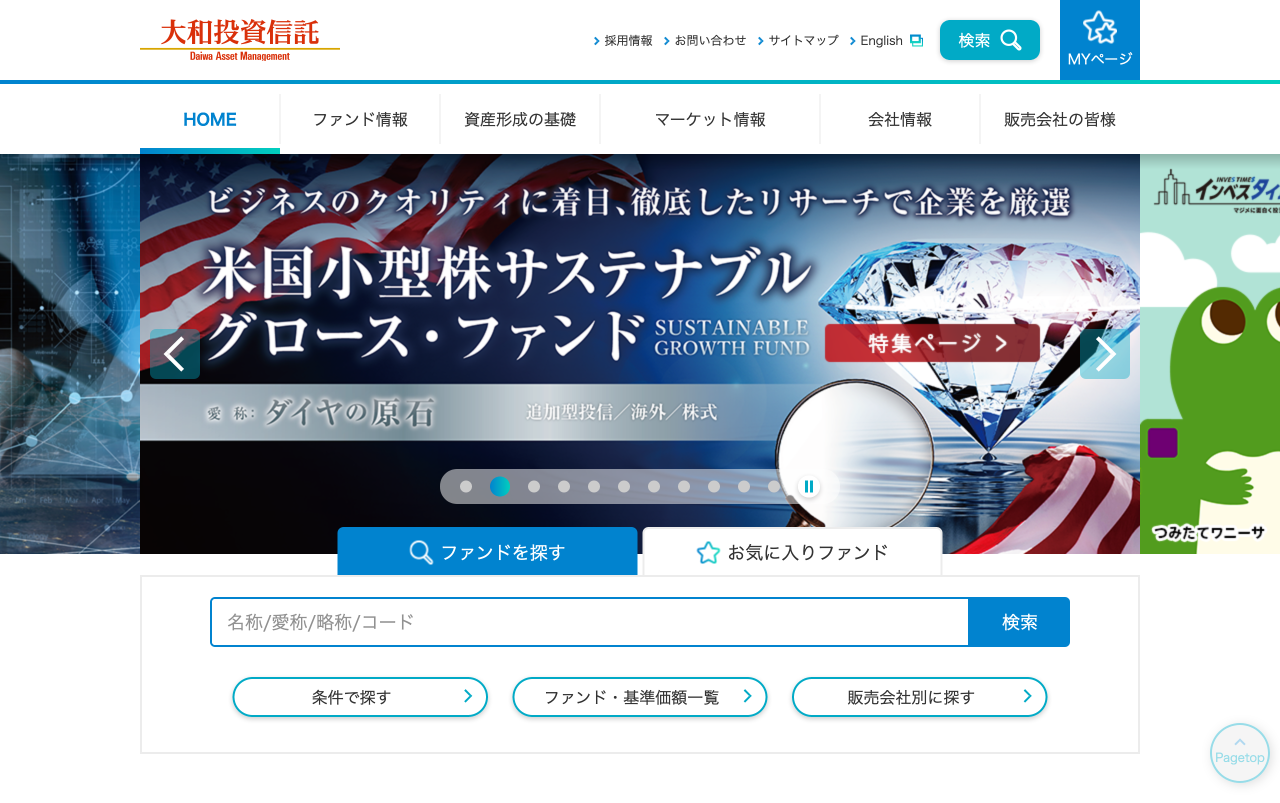 大和投資信託
Daiwa Asset Management
採用情報
お問い合わせ
サイトマップ
English
検索
MYページ
HOME
ファンド情報
資産形成の基礎
マーケット情報
会社情報
販売会社の皆様
ビジネスのクオリティに着目、徹底したリサーチで企業を厳選
米国小型株サステナブル
グロース・ファンド
SUSTAINABLE
GROWTH FUND
特集ページ
愛 称: ダイヤの原石
追加型投信／海外／株式
INVES TIMES
インベスタイ
つみたてワニーサ
ファンドを探す
お気に入りファンド
名称/愛称/略称/コード
検索
条件で探す
ファンド・基準価額一覧
販売会社別に探す
Pagetop